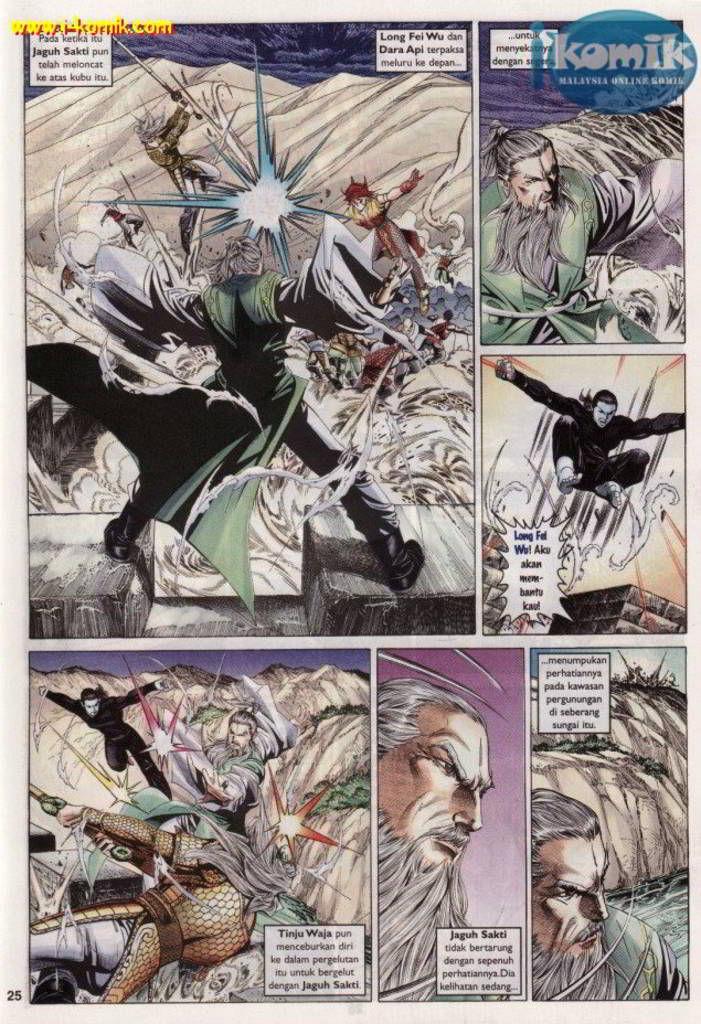 www.i-komik.com
Pada ketika itu
Jaguh Sakti pun
telah meloncat
ke atas kubu itu.
Long Fei Wu dan
Dara Api terpaksa
meluru ke depan...
...untuk
menyekat
dengan
ikomik
MALAYSIA ONLINE KOMIK
Long Fei
Wu! Aku
akan
mem-
bantu
kau!
Tinju Waja pun
menceburkan diri
ke dalam pergelutan
itu untuk bergelut
dengan Jaguh Sakti.
Jaguh Sakti
tidak bertarung
dengan sepenuh
perhatiannya.Dia
kelihatan sedang...
...menumpukan
perhatiannya
pada kawasan
pergunungan
di seberang
sungai itu.
25